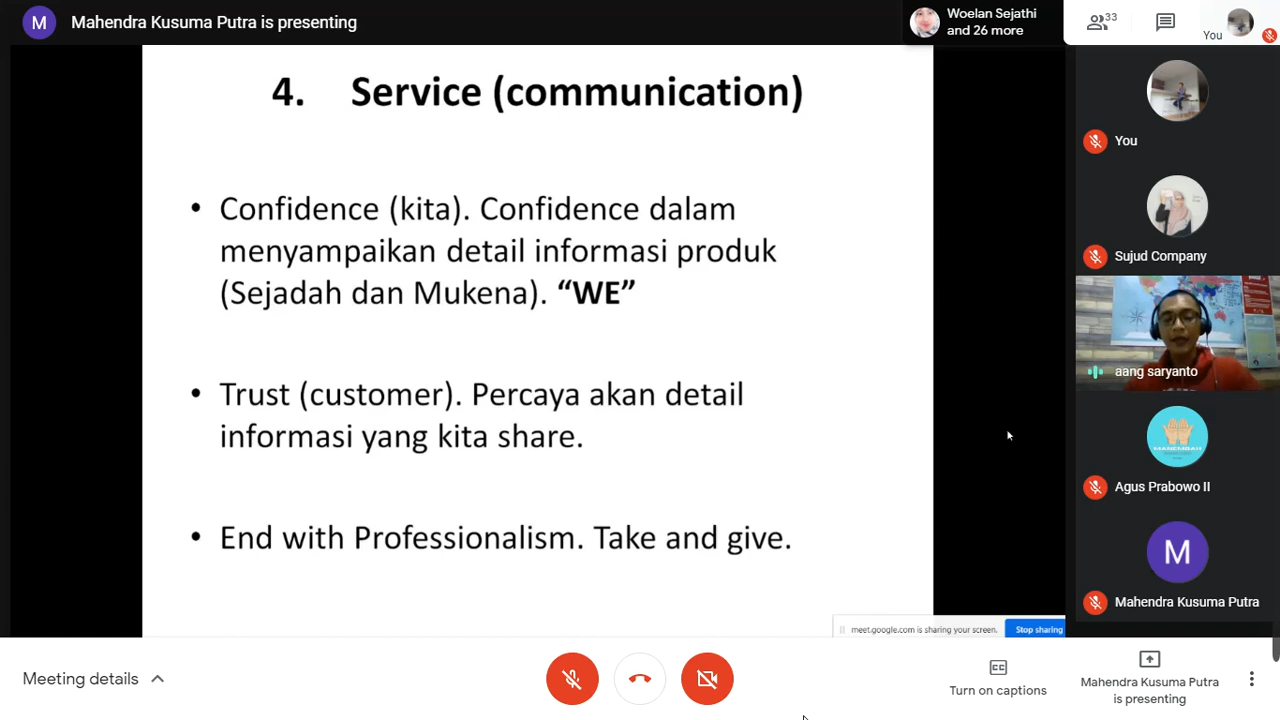 M
Mahendra Kusuma Putra is presenting
Woelan Sejathi
and 26 more
33
You
4. Service (communication)
• Confidence (kita). Confidence dalam
menyampaikan detail informasi produk
(Sejadah dan Mukena). “WE”
• Trust (customer). Percaya akan detail
informasi yang kita share.
• End with Professionalism. Take and give.
meet.google.com is sharing your screen.
Stop sharing
You
Sujud Company
aang saryanto
Agus Prabowo II
M
Mahendra Kusuma Putra
Meeting details
CC
Turn on captions
Mahendra Kusuma Putra
is presenting